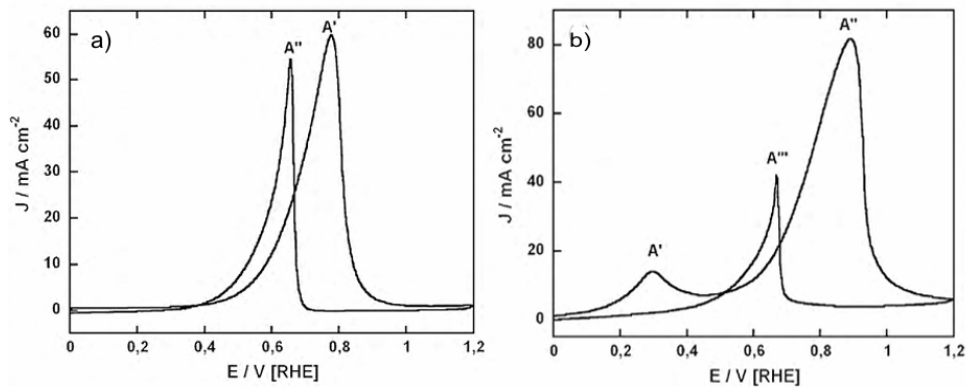 a)
A'' A'
60
50
40
30
20
10
0
J / mA cm⁻²
0 0,2 0,4 0,6 0,8 1 1,2
E / V [RHE]
b)
A''
A'''
A'
80
60
40
20
0
J / mA cm⁻²
0 0,2 0,4 0,6 0,8 1 1,2
E / V [RHE]